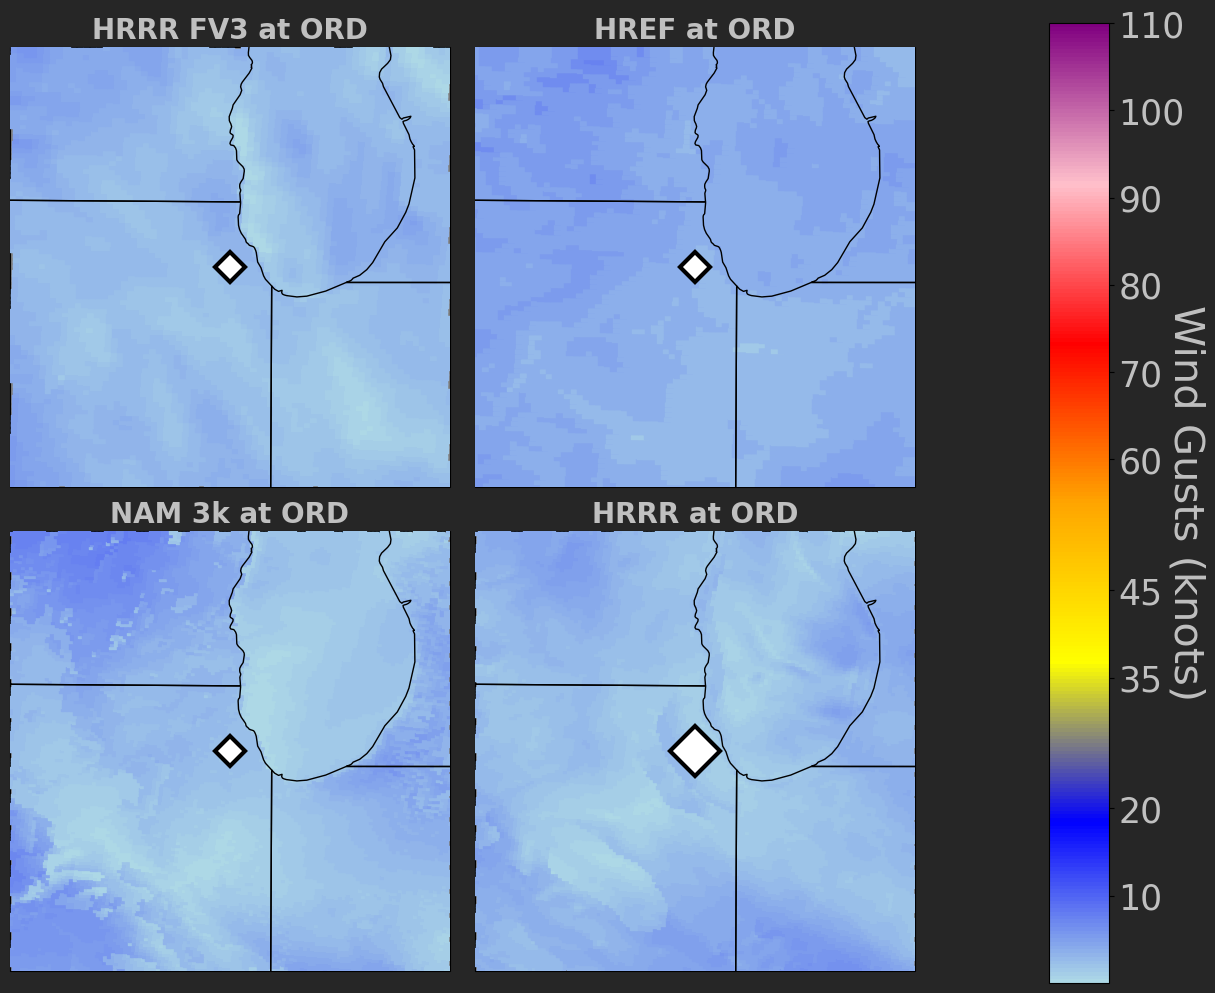 HRRR FV3 at ORD
HREF at ORD
NAM 3k at ORD
HRRR at ORD
110
100
90
80
70
60
45
35
20
10
Wind Gusts (knots)